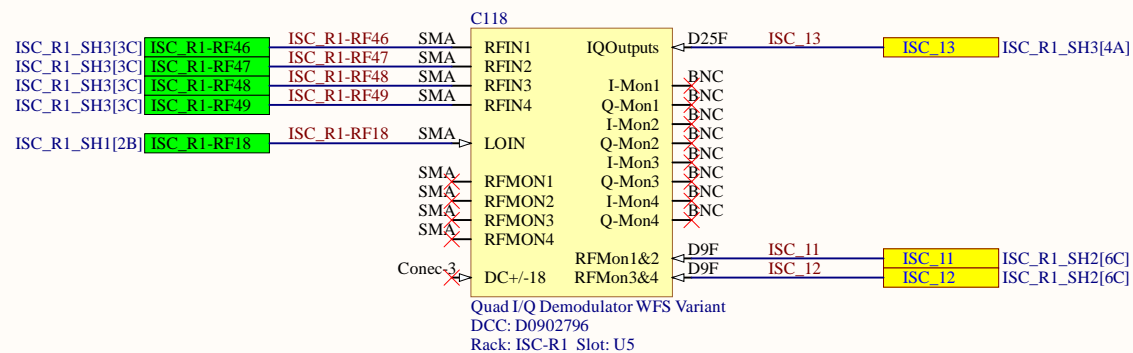 C118
ISC_R1_SH3[3C] ISC_R1-RF46 ISC_R1-RF46 SMA RFIN1 IQOutputs D25F ISC_13 ISC_13 ISC_R1_SH3[4A]
ISC_R1_SH3[3C] ISC_R1-RF47 ISC_R1-RF47 SMA RFIN2
ISC_R1_SH3[3C] ISC_R1-RF48 ISC_R1-RF48 SMA RFIN3 I-Mon1 BNC
ISC_R1_SH3[3C] ISC_R1-RF49 ISC_R1-RF49 SMA RFIN4 Q-Mon1 BNC
I-Mon2 BNC
ISC_R1_SH1[2B] ISC_R1-RF18 ISC_R1-RF18 SMA LOIN Q-Mon2 BNC
I-Mon3 BNC
SMA RFMON1 Q-Mon3 BNC
SMA RFMON2 I-Mon4 BNC
SMA RFMON3 Q-Mon4 BNC
SMA RFMON4
RFMon1&2 D9F ISC_11 ISC_11 ISC_R1_SH2[6C]
Conec-3 DC+/-18 RFMon3&4 D9F ISC_12 ISC_12 ISC_R1_SH2[6C]
Quad I/Q Demodulator WFS Variant
DCC: D0902796
Rack: ISC-R1 Slot: U5